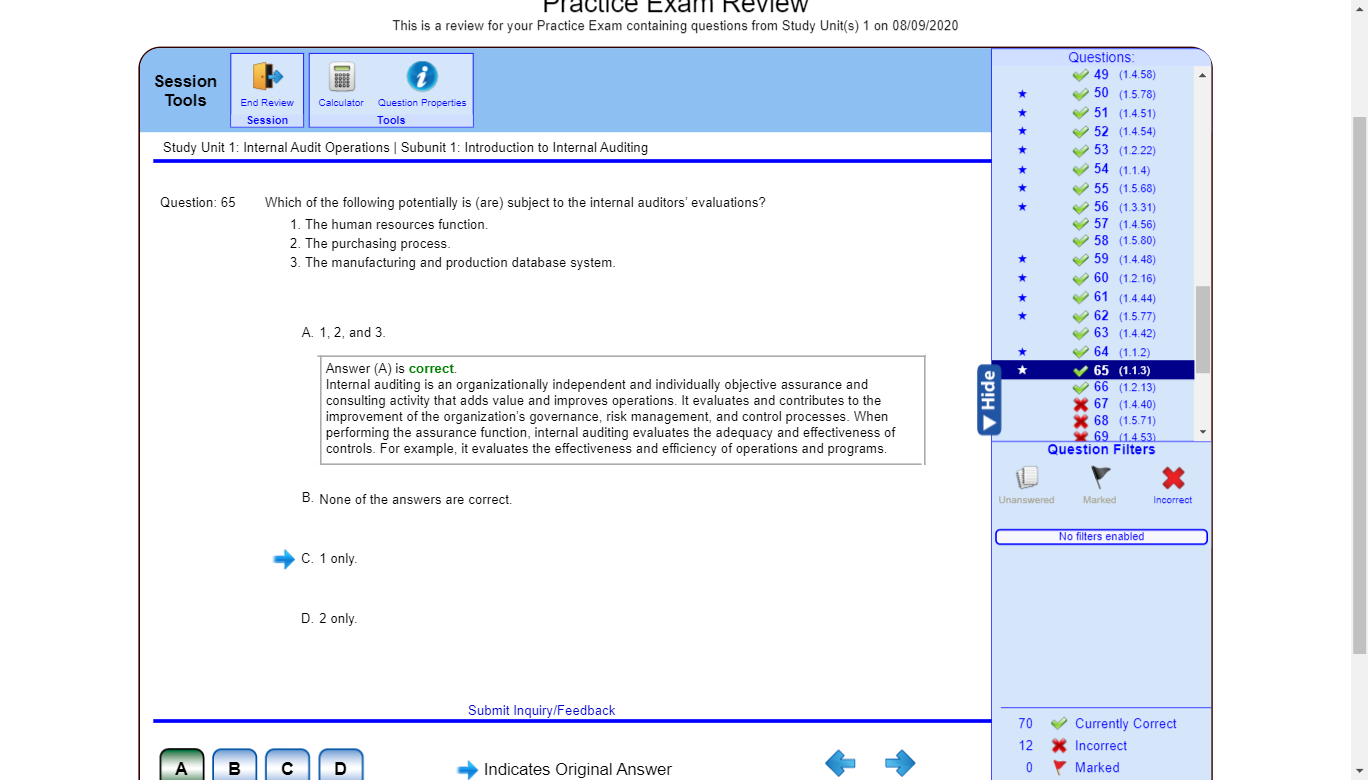 Practice Exam Review
This is a review for your Practice Exam containing questions from Study Unit(s) 1 on 08/09/2020
Session
Tools
End Review
Session
Calculator
Question Properties
Tools
Study Unit 1: Internal Audit Operations | Subunit 1: Introduction to Internal Auditing
Question: 65
Which of the following potentially is (are) subject to the internal auditors' evaluations?
1. The human resources function.
2. The purchasing process.
3. The manufacturing and production database system.
A. 1, 2, and 3.
Answer (A) is correct.
Internal auditing is an organizationally independent and individually objective assurance and
consulting activity that adds value and improves operations. It evaluates and contributes to the
improvement of the organization's governance, risk management, and control processes. When
performing the assurance function, internal auditing evaluates the adequacy and effectiveness of
controls. For example, it evaluates the effectiveness and efficiency of operations and programs.
B. None of the answers are correct.
C. 1 only.
D. 2 only.
Submit Inquiry/Feedback
A B C D
Indicates Original Answer
Questions:
49 (1.4.58)
50 (1.5.78)
51 (1.4.51)
52 (1.4.54)
53 (1.2.22)
54 (1.1.4)
55 (1.5.68)
56 (1.3.31)
57 (1.4.56)
58 (1.5.80)
59 (1.4.48)
60 (1.2.16)
61 (1.4.44)
62 (1.5.77)
63 (1.4.42)
64 (1.1.2)
65 (1.1.3)
66 (1.2.13)
67 (1.4.40)
68 (1.5.71)
69 (1.4.53)
Hide
Question Filters
Unanswered
Marked
Incorrect
No filters enabled
70 Currently Correct
12 Incorrect
0 Marked